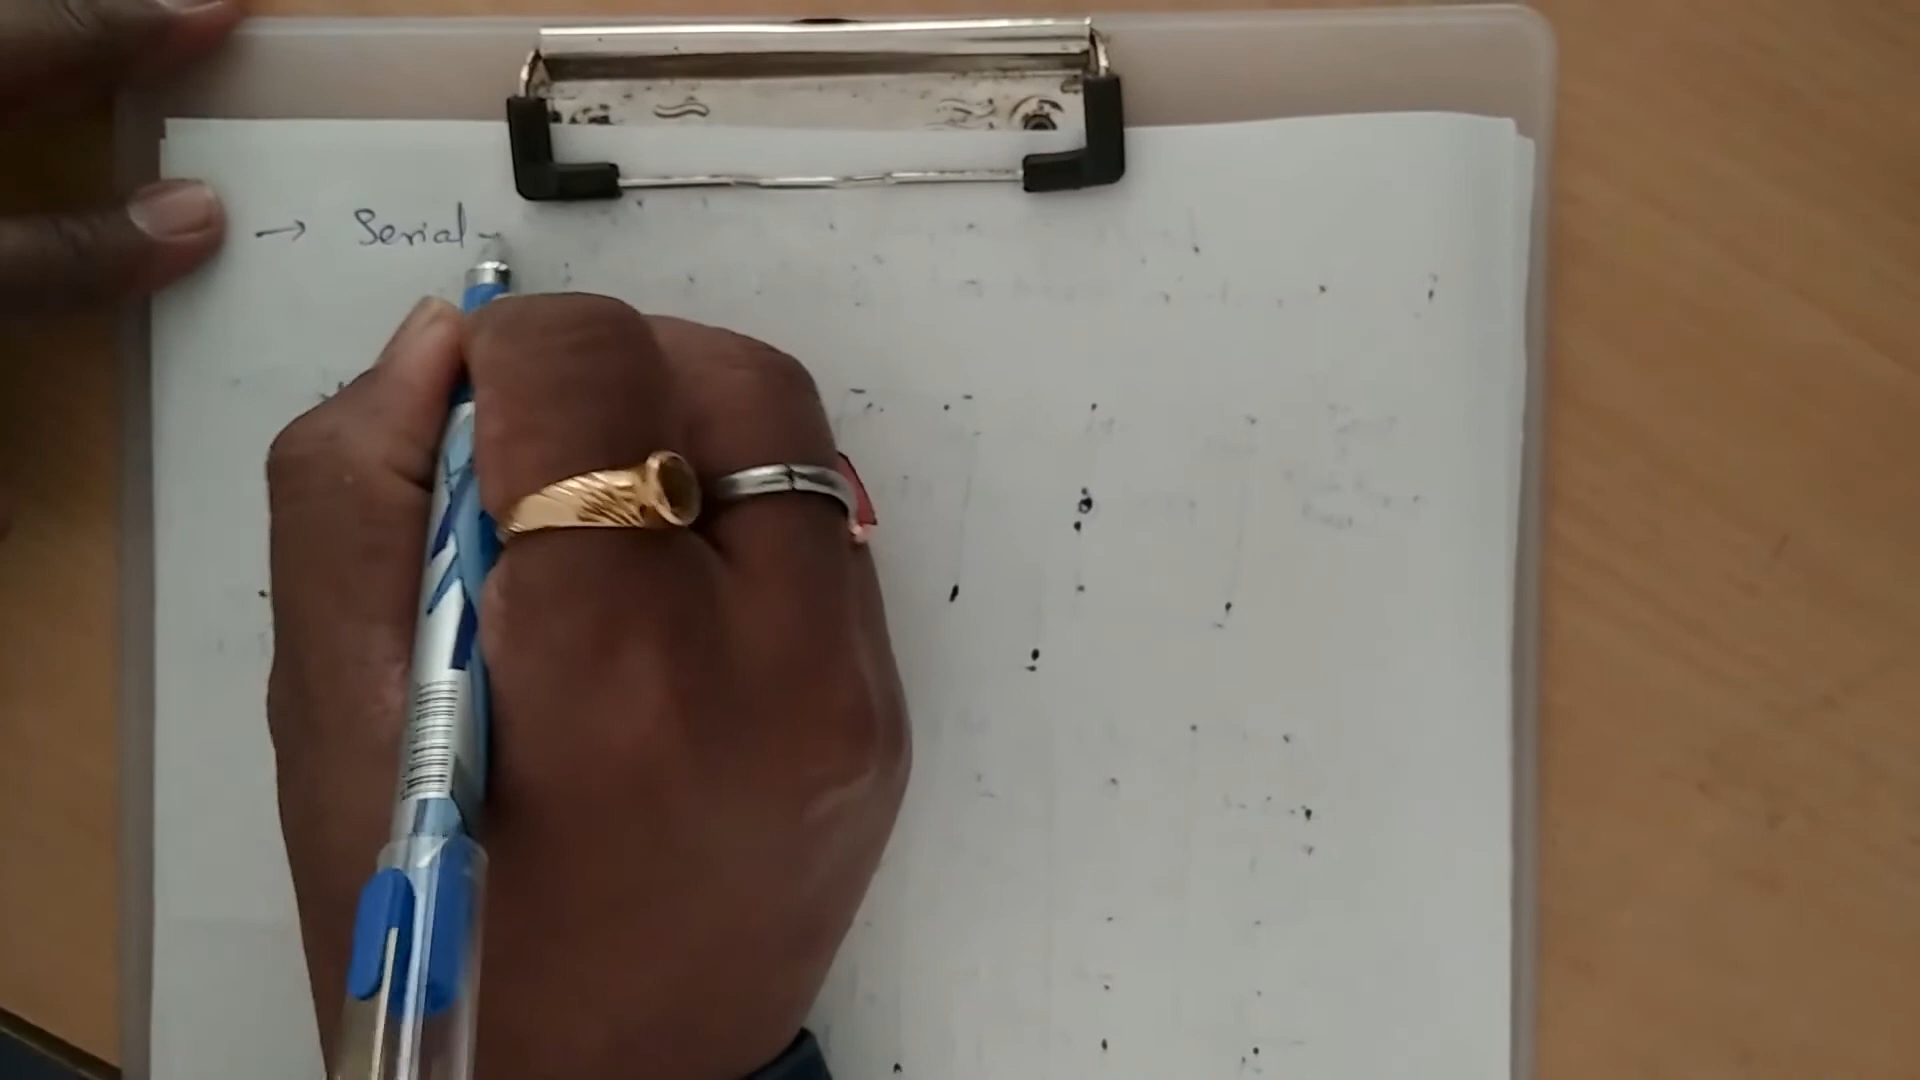 → Serial -